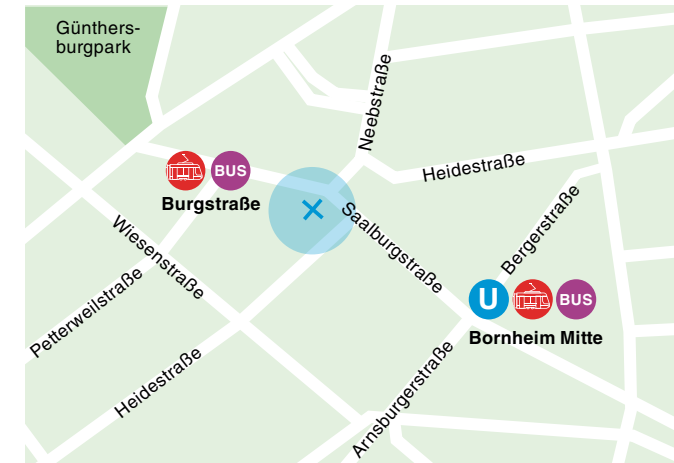 Günthers-
burgpark
Neebstraße
Heidestraße
BUS
Burgstraße
Saalburgstraße
Bergerstraße
Wiesenstraße
Petterweilstraße
U
BUS
Bornheim Mitte
Heidestraße
Arnsburgerstraße